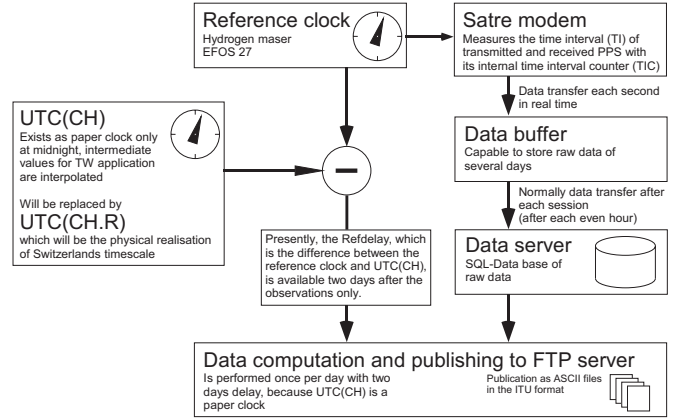 Reference clock
Hydrogen maser
EFOS 27
Satre modem
Measures the time interval (TI) of
transmitted and received PPS with
its internal time interval counter (TIC)
Data transfer each second
in real time
UTC(CH)
Exists as paper clock only
at midnight, intermediate
values for TW application
are interpolated
Will be replaced by
UTC(CH.R)
which will be the physical realisation
of Switzerlands timescale
Data buffer
Capable to store raw data of
several days
Normally data transfer after
each session
(after each even hour)
Presently, the Refdelay, which
is the difference between the
reference clock and UTC(CH),
is available two days after the
observations only.
Data server
SQL-Data base of
raw data
Data computation and publishing to FTP server
Is performed once per day with two
days delay, because UTC(CH) is a
paper clock
Publication as ASCII files
in the ITU format